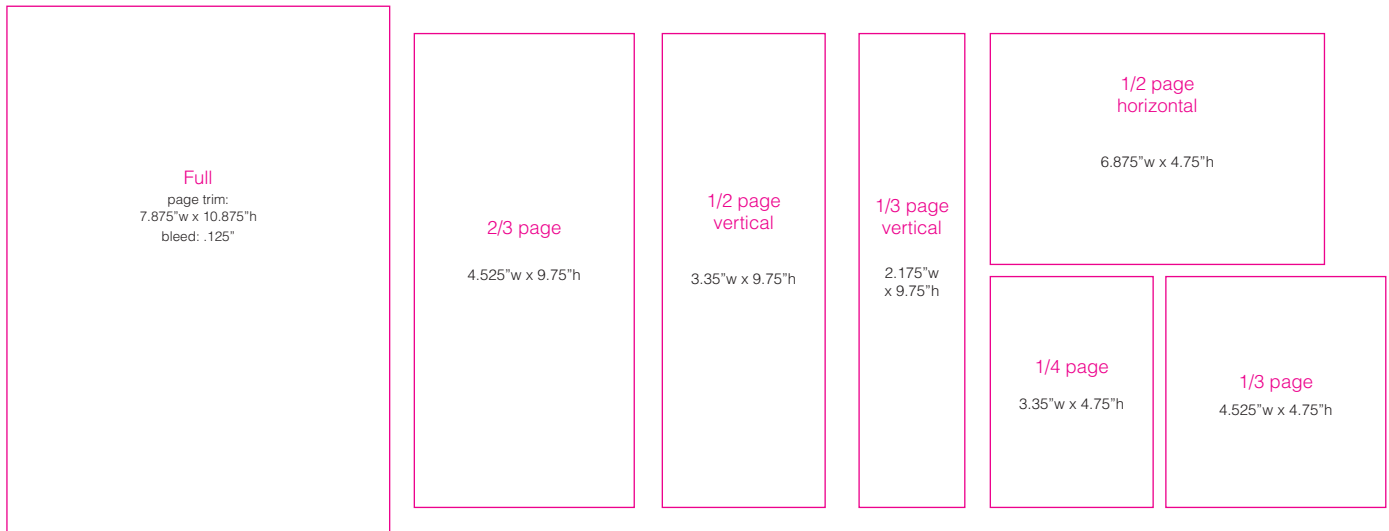 Full
page trim:
7.875”w x 10.875”h
bleed: .125”
2/3 page
4.525”w x 9.75”h
1/2 page
vertical
3.35”w x 9.75”h
1/3 page
vertical
2.175”w
x 9.75”h
1/2 page
horizontal
6.875”w x 4.75”h
1/4 page
3.35”w x 4.75”h
1/3 page
4.525”w x 4.75”h